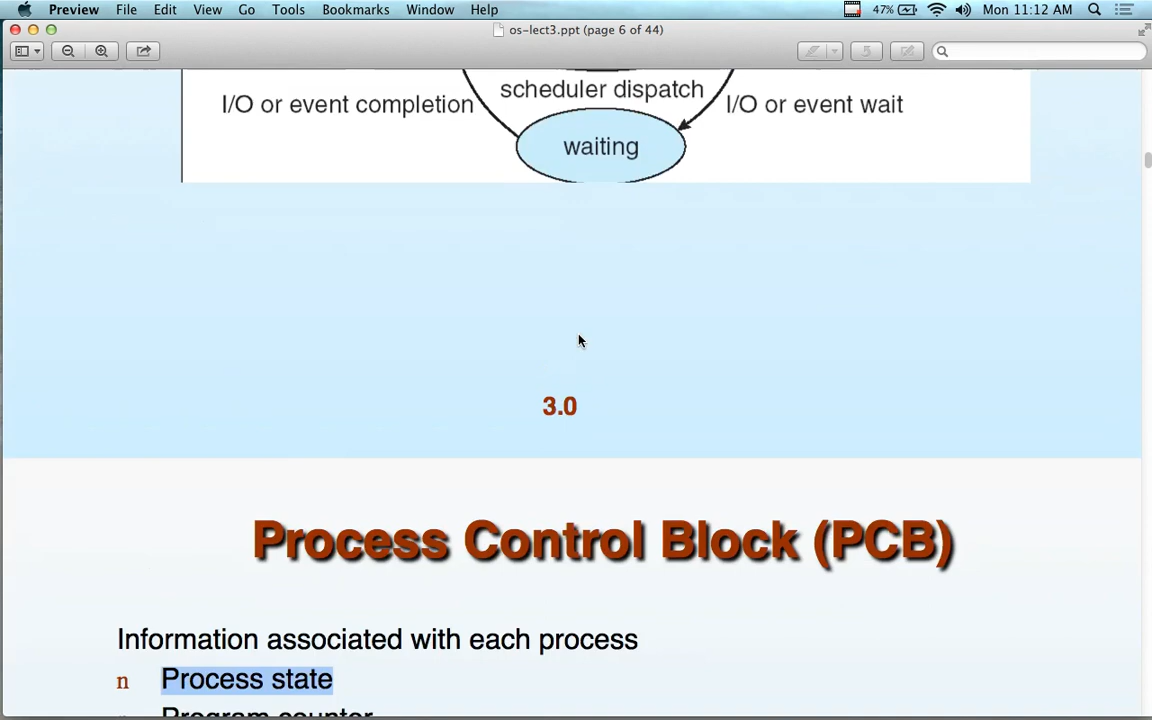 Preview File Edit View Go Tools Bookmarks Window Help 47% Mon 11:12 AM
os-lect3.ppt (page 6 of 44)
scheduler dispatch
I/O or event completion I/O or event wait
waiting
3.0
Process Control Block (PCB)
Information associated with each process
n Process state
Program counter